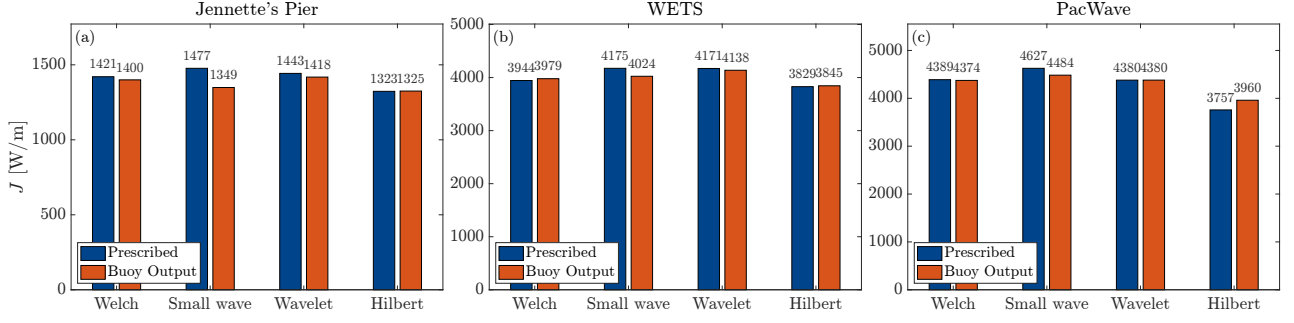 Jennette's Pier
(a)
J [W/m]
1500
1000
500
0
1421 1400
1477 1349
1443 1418
1323 1325
Prescribed
Buoy Output
Welch Small wave Wavelet Hilbert
WETS
(b)
5000
4000
3000
2000
1000
0
3944 3979
4175 4024
4171 4138
3829 3845
Prescribed
Buoy Output
Welch Small wave Wavelet Hilbert
PacWave
(c)
5000
4000
3000
2000
1000
0
4389 4374
4627 4484
4380 4380
3757 3960
Prescribed
Buoy Output
Welch Small wave Wavelet Hilbert